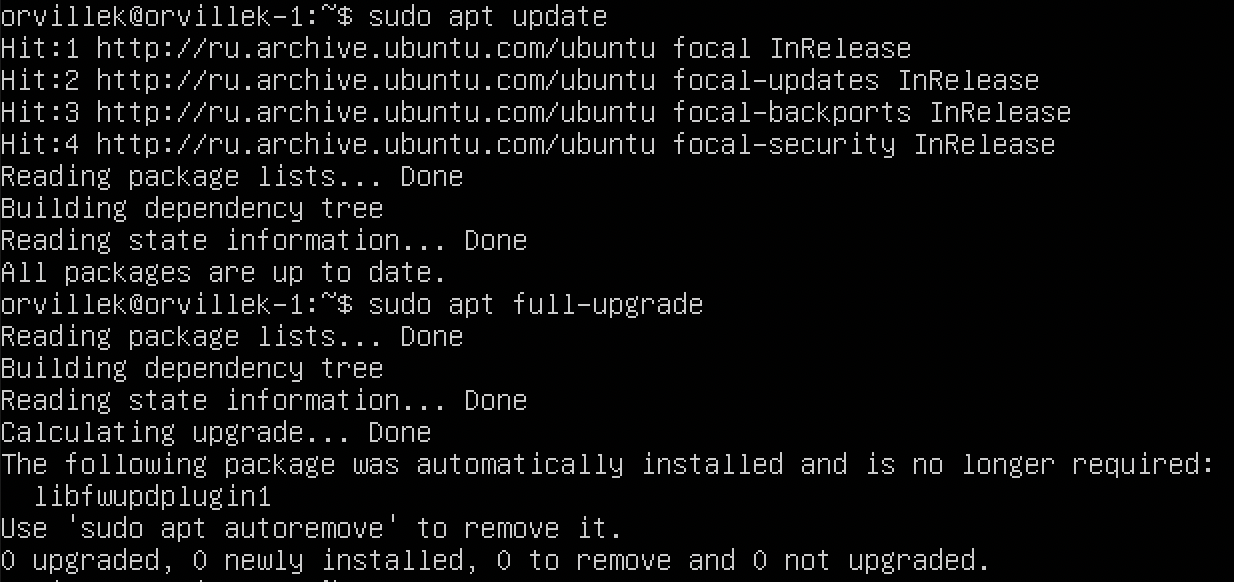 orvillek@orvillek-1:~$ sudo apt update
Hit:1 http://ru.archive.ubuntu.com/ubuntu focal InRelease
Hit:2 http://ru.archive.ubuntu.com/ubuntu focal-updates InRelease
Hit:3 http://ru.archive.ubuntu.com/ubuntu focal-backports InRelease
Hit:4 http://ru.archive.ubuntu.com/ubuntu focal-security InRelease
Reading package lists... Done
Building dependency tree
Reading state information... Done
All packages are up to date.
orvillek@orvillek-1:~$ sudo apt full-upgrade
Reading package lists... Done
Building dependency tree
Reading state information... Done
Calculating upgrade... Done
The following package was automatically installed and is no longer required:
  libfwupdplugin1
Use 'sudo apt autoremove' to remove it.
0 upgraded, 0 newly installed, 0 to remove and 0 not upgraded.